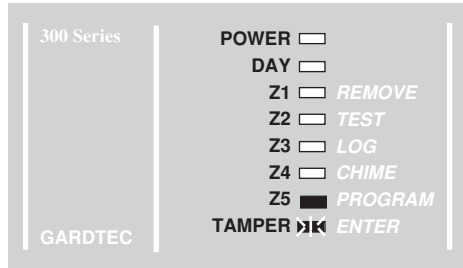 300 Series
POWER
DAY
Z1 REMOVE
Z2 TEST
Z3 LOG
Z4 CHIME
Z5 PROGRAM
TAMPER ENTER
GARDTEC